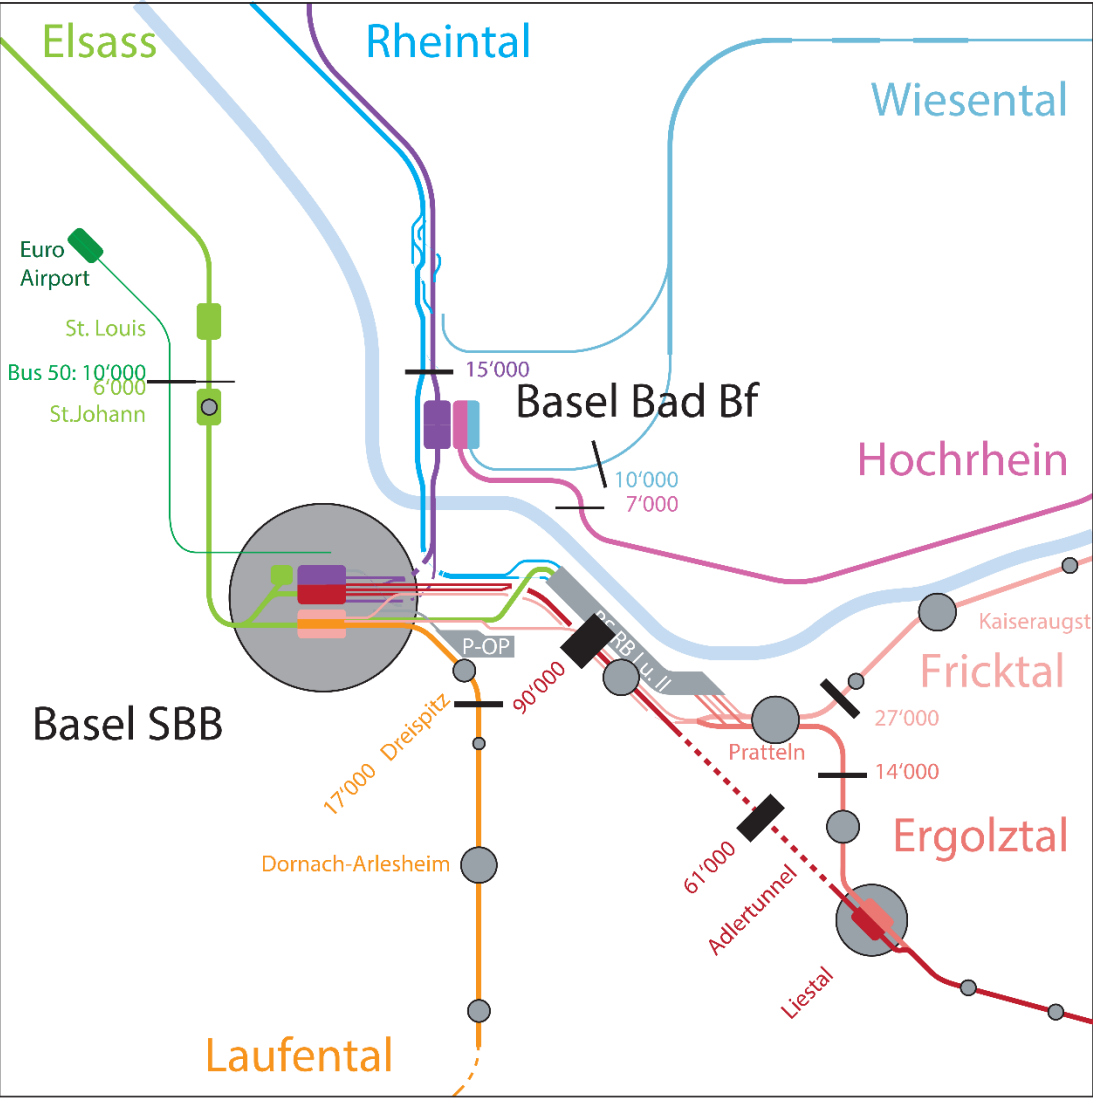 Elsass
Rheintal
Wiesental
Euro
Airport
St. Louis
Bus 50: 10‘000
6‘000
St.Johann
15‘000
Basel Bad Bf
Hochrhein
10‘000
7‘000
Kaiseraugst
Fricktal
27‘000
P-OP
RB I u. II
90‘000
Basel SBB
Dreispitz
17‘000
Pratteln
14‘000
Ergolztal
Dornach-Arlesheim
61‘000
Adlertunnel
Liestal
Laufental